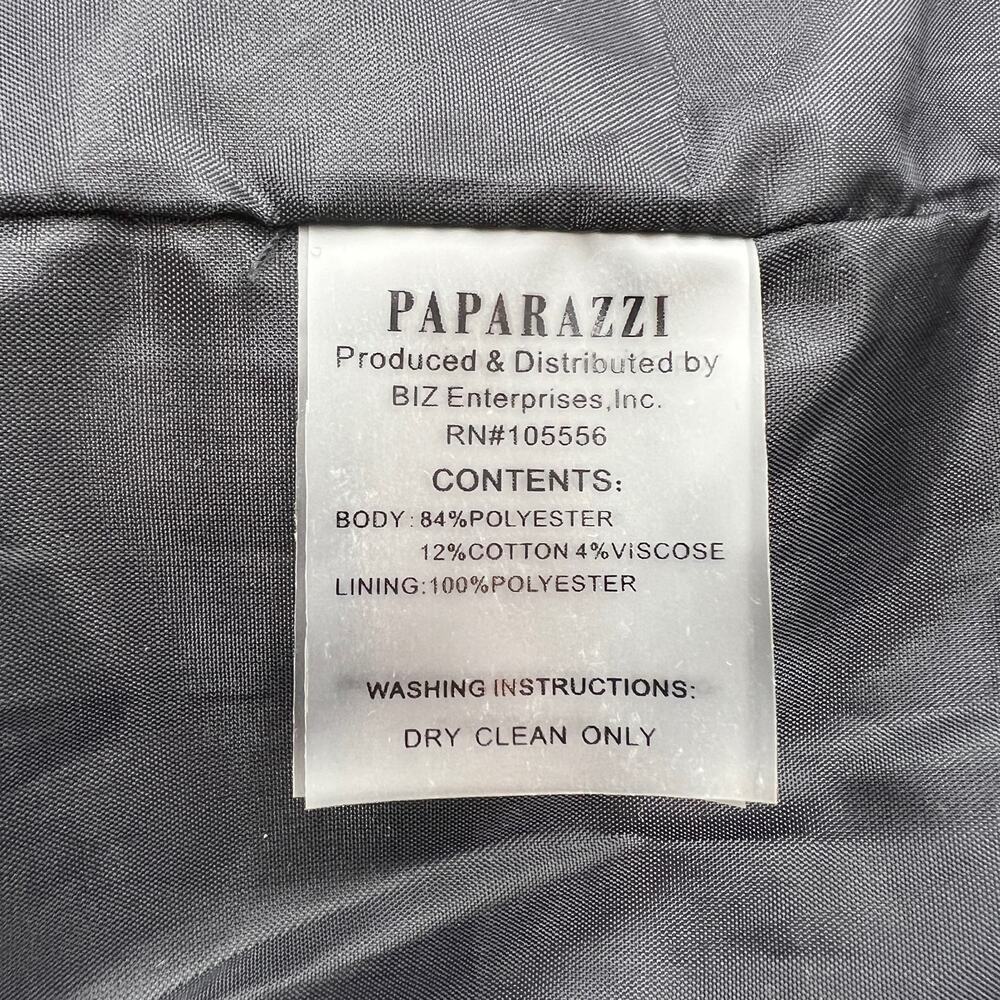 PAPARAZZI
Produced & Distributed by
BIZ Enterprises,Inc.
RN#105556
CONTENTS:
BODY:84%POLYESTER
12%COTTON 4%VISCOSE
LINING:100%POLYESTER
WASHING INSTRUCTIONS:
DRY CLEAN ONLY